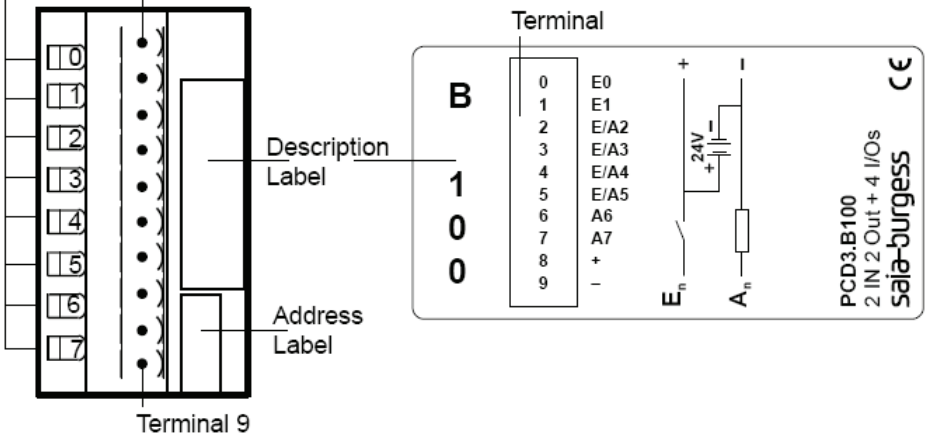 0
1
2
3
4
5
6
7
Description
Label
Address
Label
Terminal 9
Terminal
B
1
0
0
0 E0
1 E1
2 E/A2
3 E/A3
4 E/A4
5 E/A5
6 A6
7 A7
8 +
9 –
+ –
24V
+ –
En
An
PCD3.B100
2 IN 2 Out + 4 I/Os
saia-burgess
CE